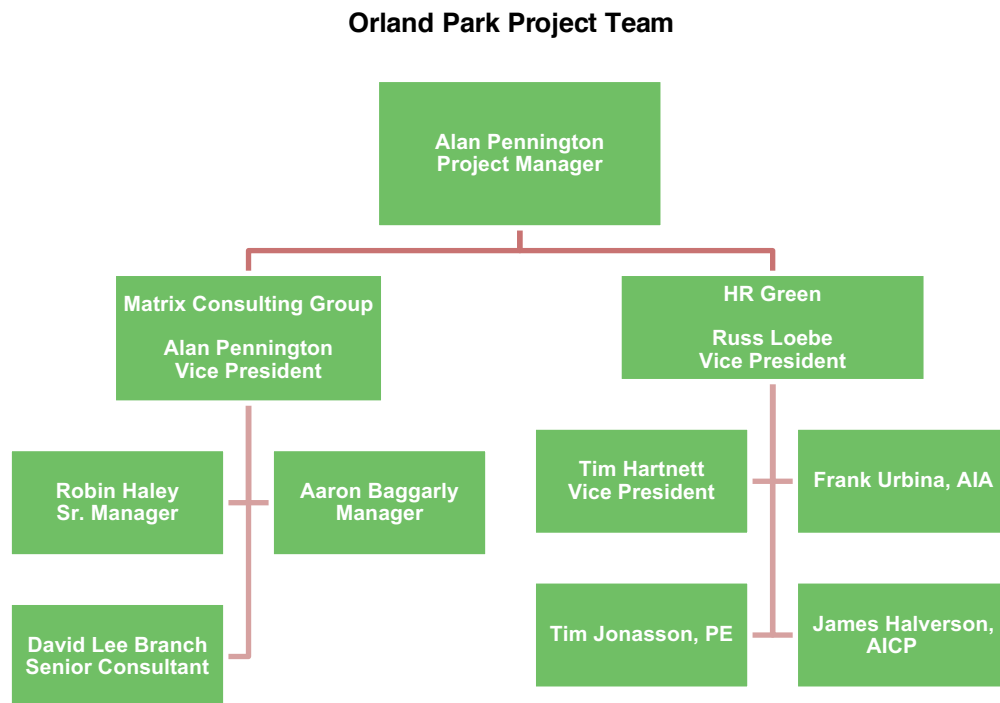 Orland Park Project Team
Alan Pennington
Project Manager
Matrix Consulting Group
Alan Pennington
Vice President
HR Green
Russ Loebe
Vice President
Robin Haley
Sr. Manager
Aaron Baggarly
Manager
Tim Hartnett
Vice President
Frank Urbina, AIA
David Lee Branch
Senior Consultant
Tim Jonasson, PE
James Halverson,
AICP